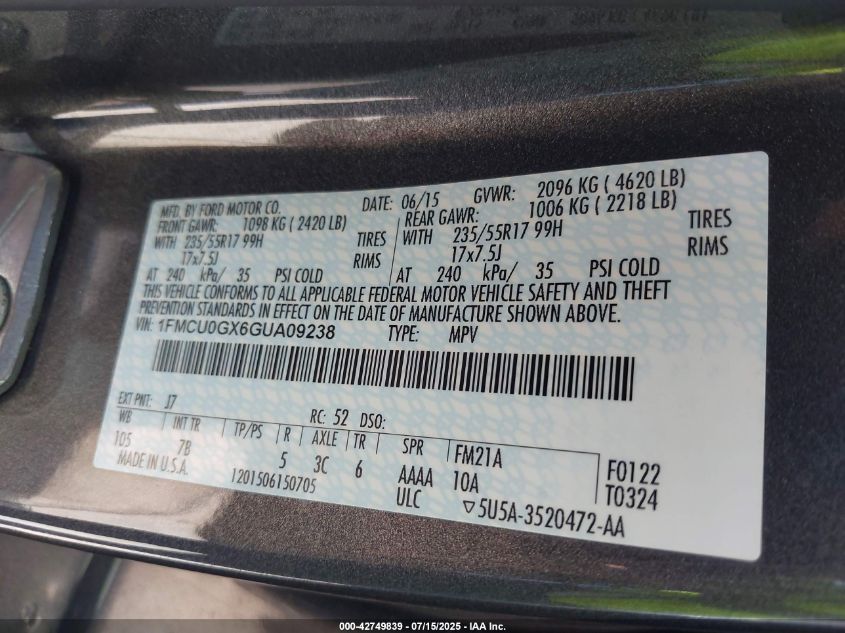 MFD. BY FORD MOTOR CO. DATE: 06/15 GVWR: 2096 KG ( 4620 LB)
FRONT GAWR: 1098 KG ( 2420 LB) REAR GAWR: 1006 KG ( 2218 LB)
WITH 235/55R17 99H TIRES WITH 235/55R17 99H TIRES
17x7.5J RIMS 17x7.5J RIMS
AT 240 kPa/ 35 PSI COLD AT 240 kPa/ 35 PSI COLD
THIS VEHICLE CONFORMS TO ALL APPLICABLE FEDERAL MOTOR VEHICLE SAFETY AND THEFT
PREVENTION STANDARDS IN EFFECT ON THE DATE OF MANUFACTURE SHOWN ABOVE.
VIN: 1FMCU0GX6GUA09238 TYPE: MPV
EXT PNT: J7 RC: 52 DSO:
WB INT TR TP/PS R AXLE TR SPR FM21A F0122
105 7B 5 3C 6 AAAA 10A T0324
MADE IN U.S.A. 1201506150705 ULC ▽5U5A-3520472-AA
000-42749839 - 07/15/2025 - IAA Inc.